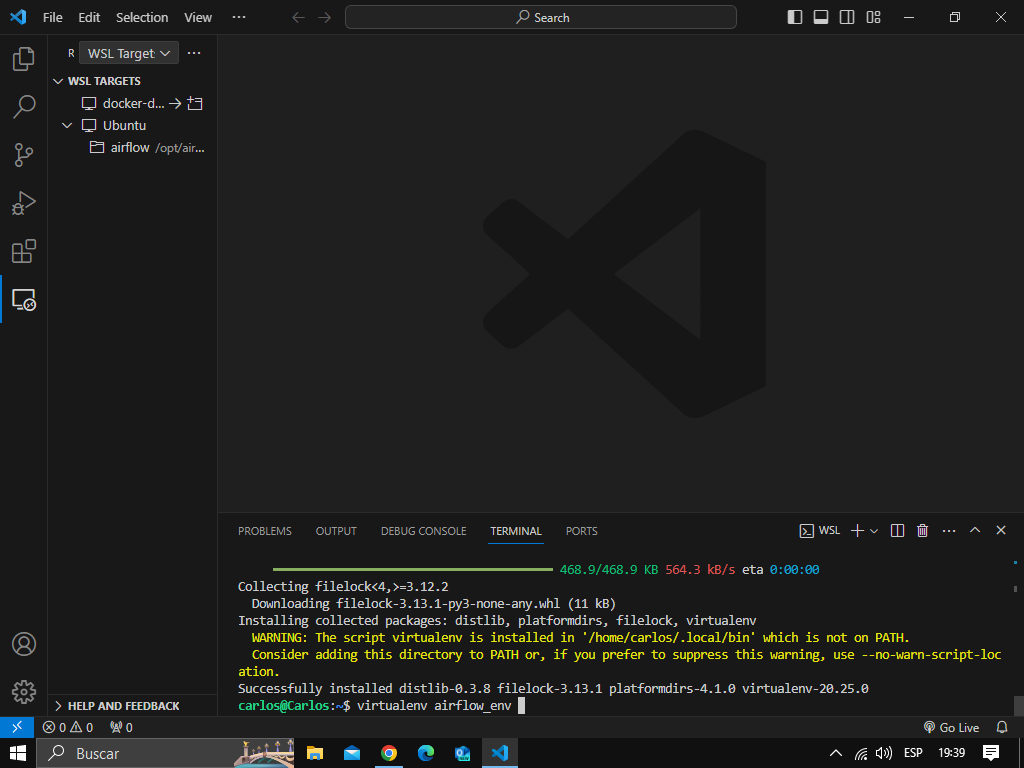 File Edit Selection View ··· Search
R WSL Target: ···
WSL TARGETS
docker-d...
Ubuntu
airflow /opt/air...
PROBLEMS OUTPUT DEBUG CONSOLE TERMINAL PORTS WSL ···
468.9/468.9 KB 564.3 kB/s eta 0:00:00
Collecting filelock<4,>=3.12.2
Downloading filelock-3.13.1-py3-none-any.whl (11 kB)
Installing collected packages: distlib, platformdirs, filelock, virtualenv
WARNING: The script virtualenv is installed in '/home/carlos/.local/bin' which is not on PATH.
Consider adding this directory to PATH or, if you prefer to suppress this warning, use --no-warn-script-loc
ation.
Successfully installed distlib-0.3.8 filelock-3.13.1 platformdirs-4.1.0 virtualenv-20.25.0
carlos@Carlos:~$ virtualenv airflow_env
HELP AND FEEDBACK
0 0 0 Go Live
Buscar ESP 19:39